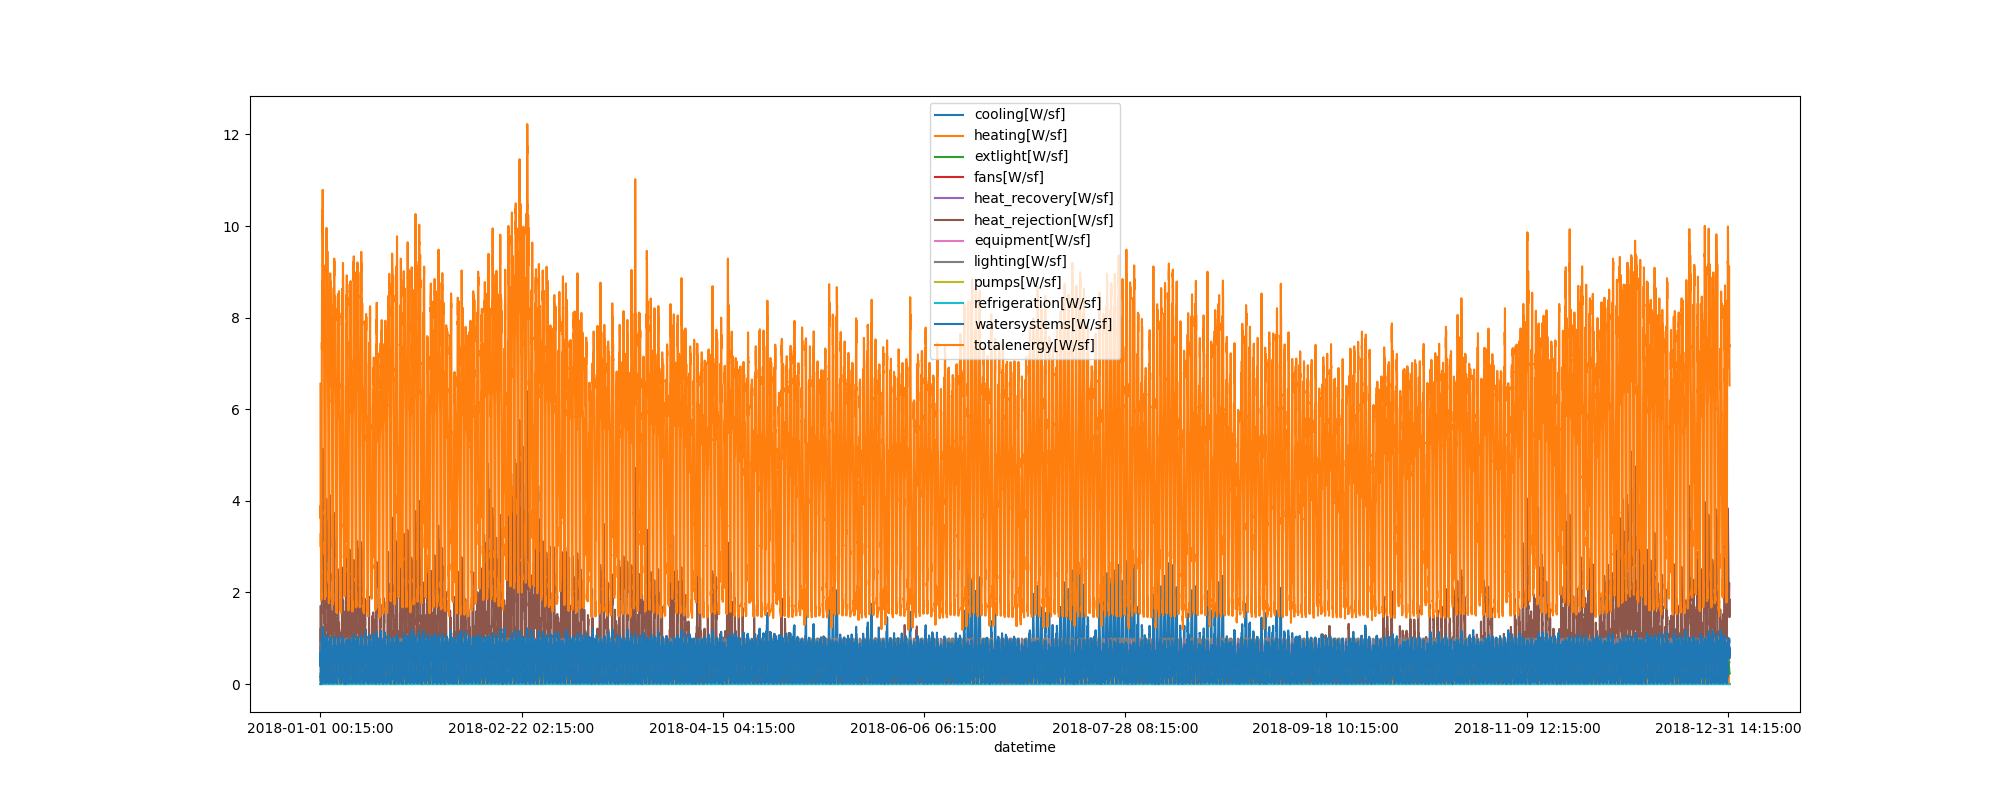 12
10
8
6
4
2
0
cooling[W/sf]
heating[W/sf]
extlight[W/sf]
fans[W/sf]
heat_recovery[W/sf]
heat_rejection[W/sf]
equipment[W/sf]
lighting[W/sf]
pumps[W/sf]
refrigeration[W/sf]
watersystems[W/sf]
totalenergy[W/sf]
2018-01-01 00:15:00 2018-02-22 02:15:00 2018-04-15 04:15:00 2018-06-06 06:15:00 2018-07-28 08:15:00 2018-09-18 10:15:00 2018-11-09 12:15:00 2018-12-31 14:15:00
datetime